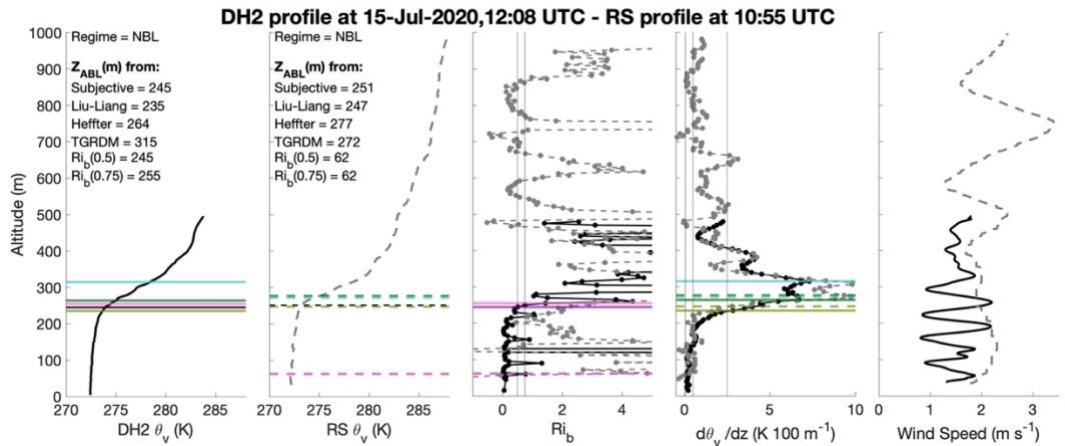 DH2 profile at 15-Jul-2020,12:08 UTC - RS profile at 10:55 UTC
Altitude (m)
1000
900
800
700
600
500
400
300
200
100
0
Regime = NBL
Z_ABL(m) from:
Subjective = 245
Liu-Liang = 235
Heffter = 264
TGRDM = 315
Ri_b(0.5) = 245
Ri_b(0.75) = 255
270 275 280 285
DH2 θ_v (K)
Regime = NBL
Z_ABL(m) from:
Subjective = 251
Liu-Liang = 247
Heffter = 277
TGRDM = 272
Ri_b(0.5) = 62
Ri_b(0.75) = 62
270 275 280 285
RS θ_v (K)
0 2 4
Ri_b
0 5 10
dθ_v /dz (K 100 m⁻¹)
0 1 2 3
Wind Speed (m s⁻¹)